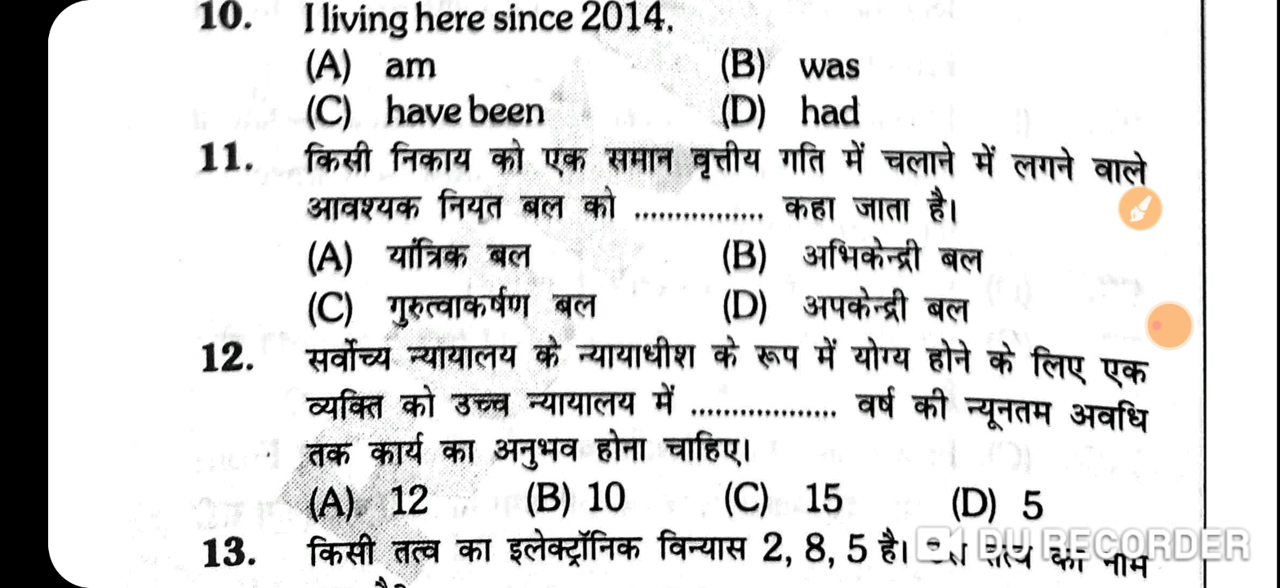 10. I living here since 2014.
(A) am (B) was
(C) have been (D) had
11. किसी निकाय को एक समान वृत्तीय गति में चलाने में लगने वाले
आवश्यक नियत बल को ................ कहा जाता है।
(A) यांत्रिक बल (B) अभिकेन्द्री बल
(C) गुरुत्वाकर्षण बल (D) अपकेन्द्री बल
12. सर्वोच्य न्यायालय के न्यायाधीश के रूप में योग्य होने के लिए एक
व्यक्ति को उच्च न्यायालय में .................. वर्ष की न्यूनतम अवधि
तक कार्य का अनुभव होना चाहिए।
(A) 12 (B) 10 (C) 15 (D) 5
13. किसी तत्व का इलेक्ट्रॉनिक विन्यास 2, 8, 5 है। का नाम
DU RECORDER